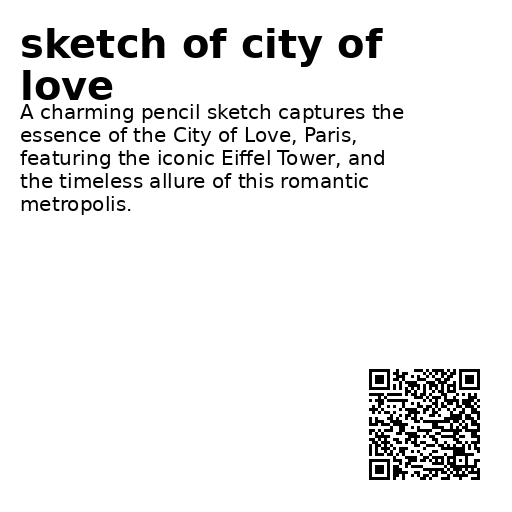 sketch of city of
love
A charming pencil sketch captures the
essence of the City of Love, Paris,
featuring the iconic Eiffel Tower, and
the timeless allure of this romantic
metropolis.